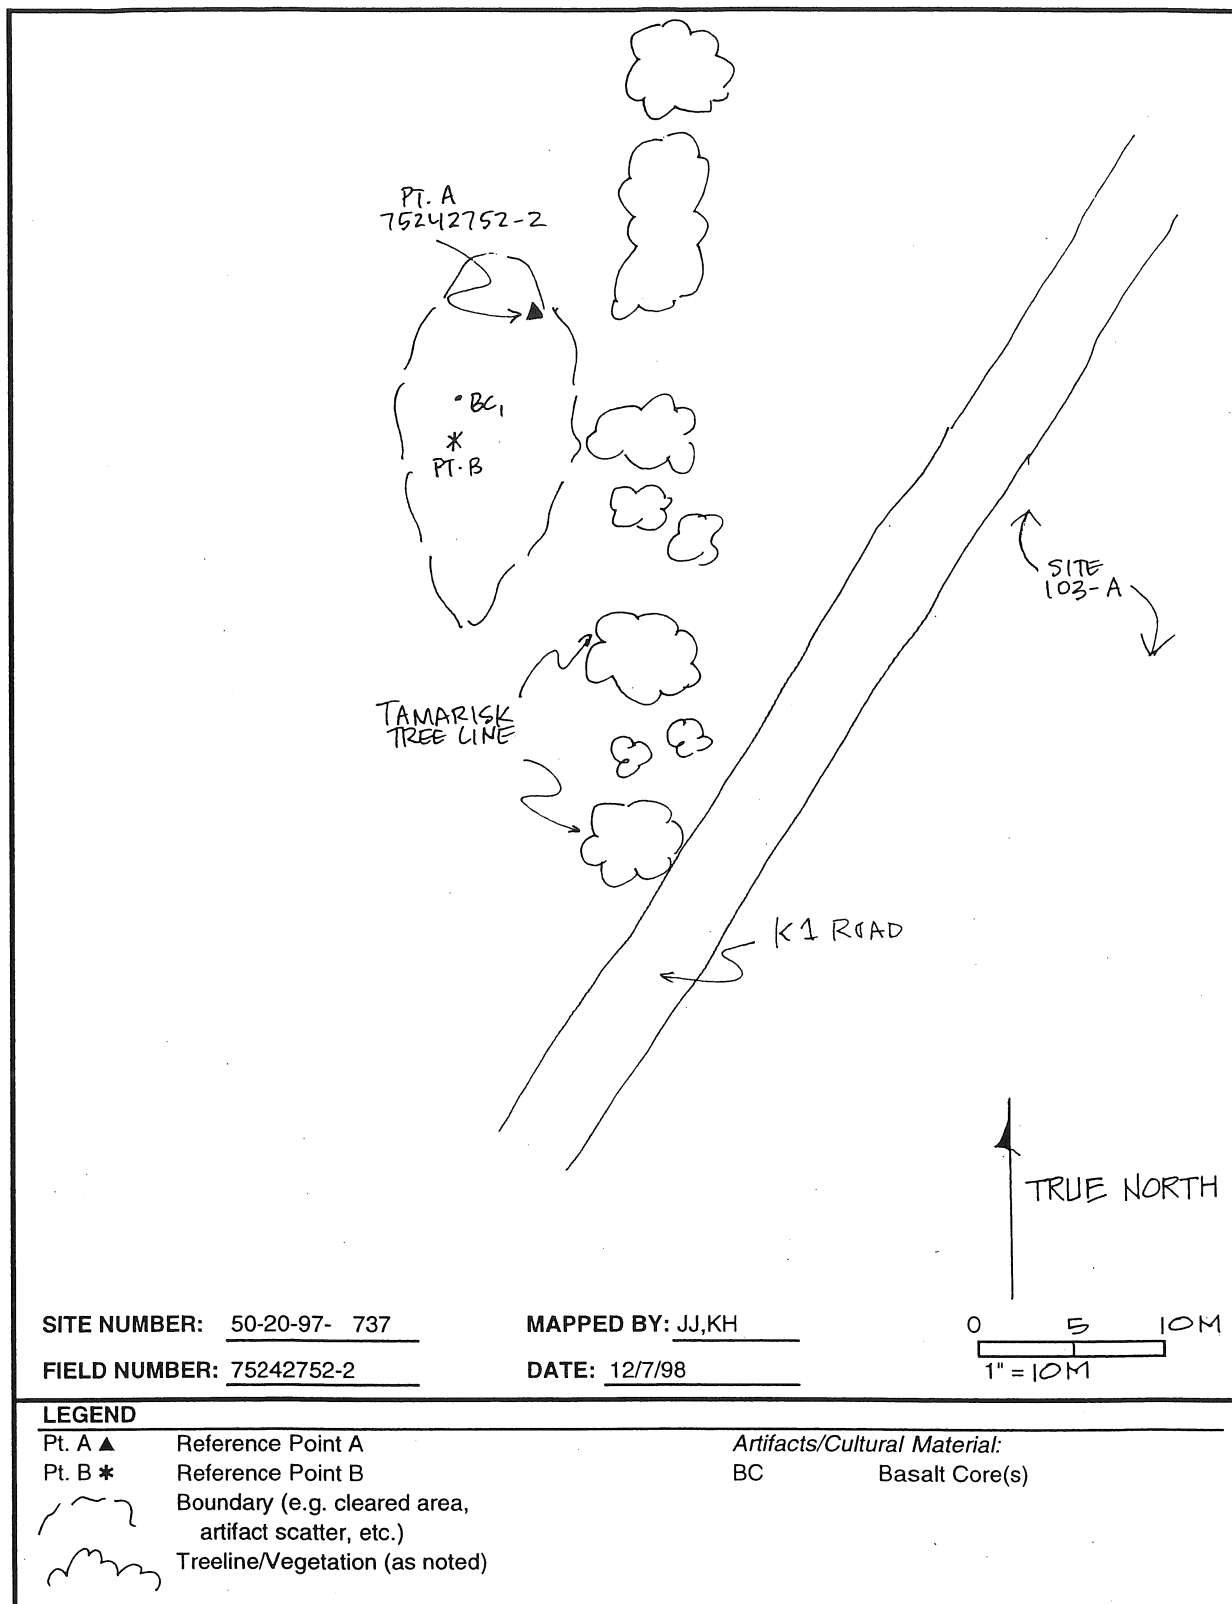 PT. A
75242752-2
BC1
PT. B
SITE
103-A
TAMARISK
TREE LINE
K1 ROAD
TRUE NORTH
SITE NUMBER: 50-20-97- 737
MAPPED BY: JJ,KH
0 5 10M
FIELD NUMBER: 75242752-2
DATE: 12/7/98
1" = 10M
LEGEND
Pt. A ▲ Reference Point A
Artifacts/Cultural Material:
Pt. B * Reference Point B
BC Basalt Core(s)
Boundary (e.g. cleared area,
artifact scatter, etc.)
Treeline/Vegetation (as noted)